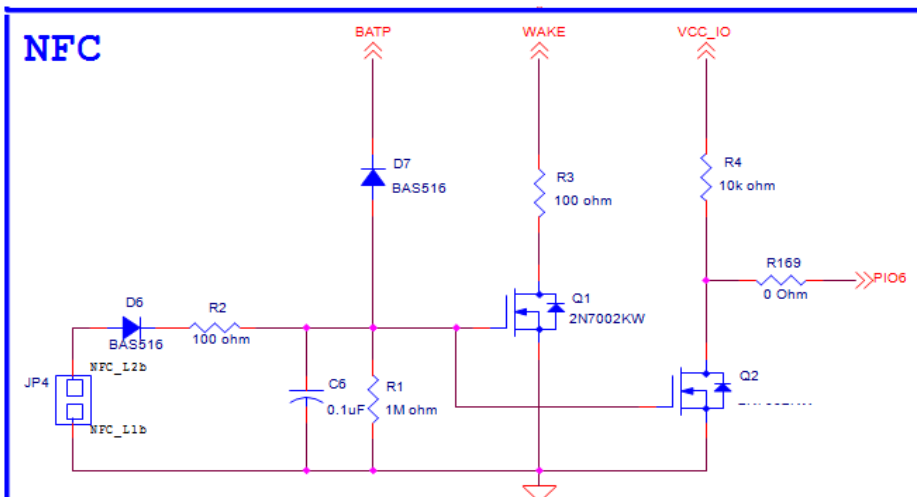 NFC
BATP
WAKE
VCC_IO
D7
BAS516
R3
100 ohm
R4
10k ohm
R169
0 Ohm
PIO6
D6
BAS516
R2
100 ohm
Q1
2N7002KW
JP4
NFC_L2b
NFC_L1b
C6
0.1uF
R1
1M ohm
Q2